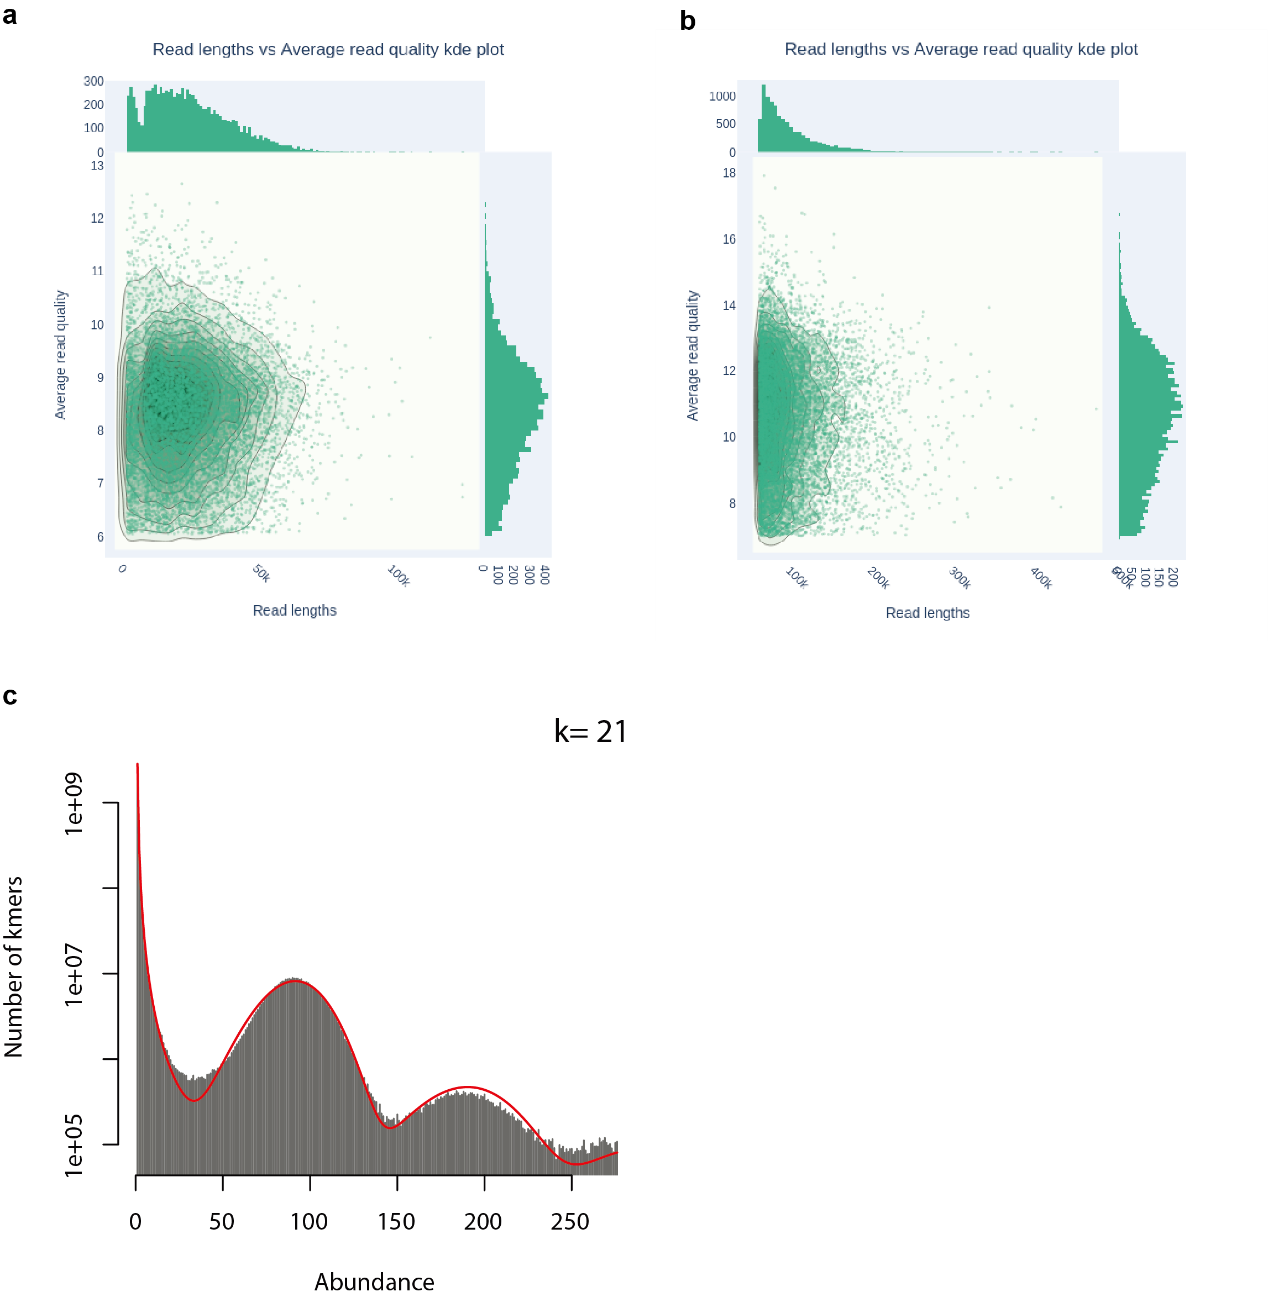 a
Read lengths vs Average read quality kde plot
300
200
100
0
13
12
11
10
9
8
7
6
Average read quality
0
50k
100k
0
100
200
300
400
Read lengths
b
Read lengths vs Average read quality kde plot
1000
500
0
18
16
14
12
10
8
Average read quality
100k
200k
300k
400k
500k
0
50
100
150
200
Read lengths
c
k= 21
1e+09
1e+07
1e+05
Number of kmers
0
50
100
150
200
250
Abundance